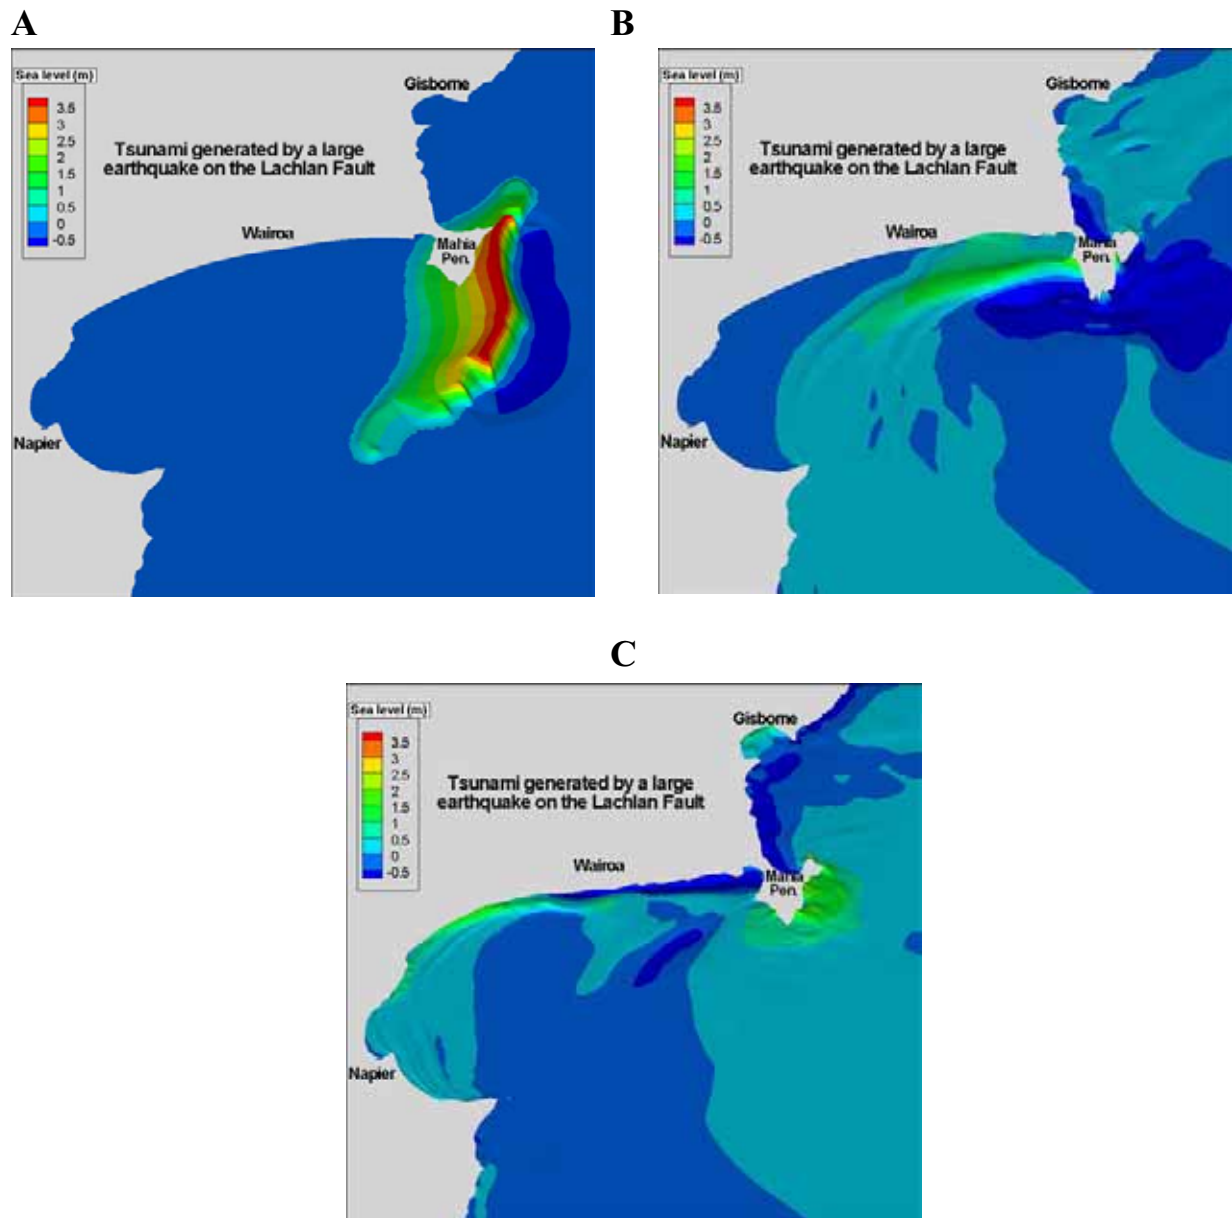 A
Sea level (m)
3.5
3
2.5
2
1.5
1
0.5
0
-0.5
Gisborne
Tsunami generated by a large
earthquake on the Lachlan Fault
Wairoa
Mahia
Pen.
Napier
B
Sea level (m)
3.5
3
2.5
2
1.5
1
0.5
0
-0.5
Gisborne
Tsunami generated by a large
earthquake on the Lachlan Fault
Wairoa
Mahia
Pen.
Napier
C
Sea level (m)
3.5
3
2.5
2
1.5
1
0.5
0
-0.5
Gisborne
Tsunami generated by a large
earthquake on the Lachlan Fault
Wairoa
Mahia
Pen.
Napier